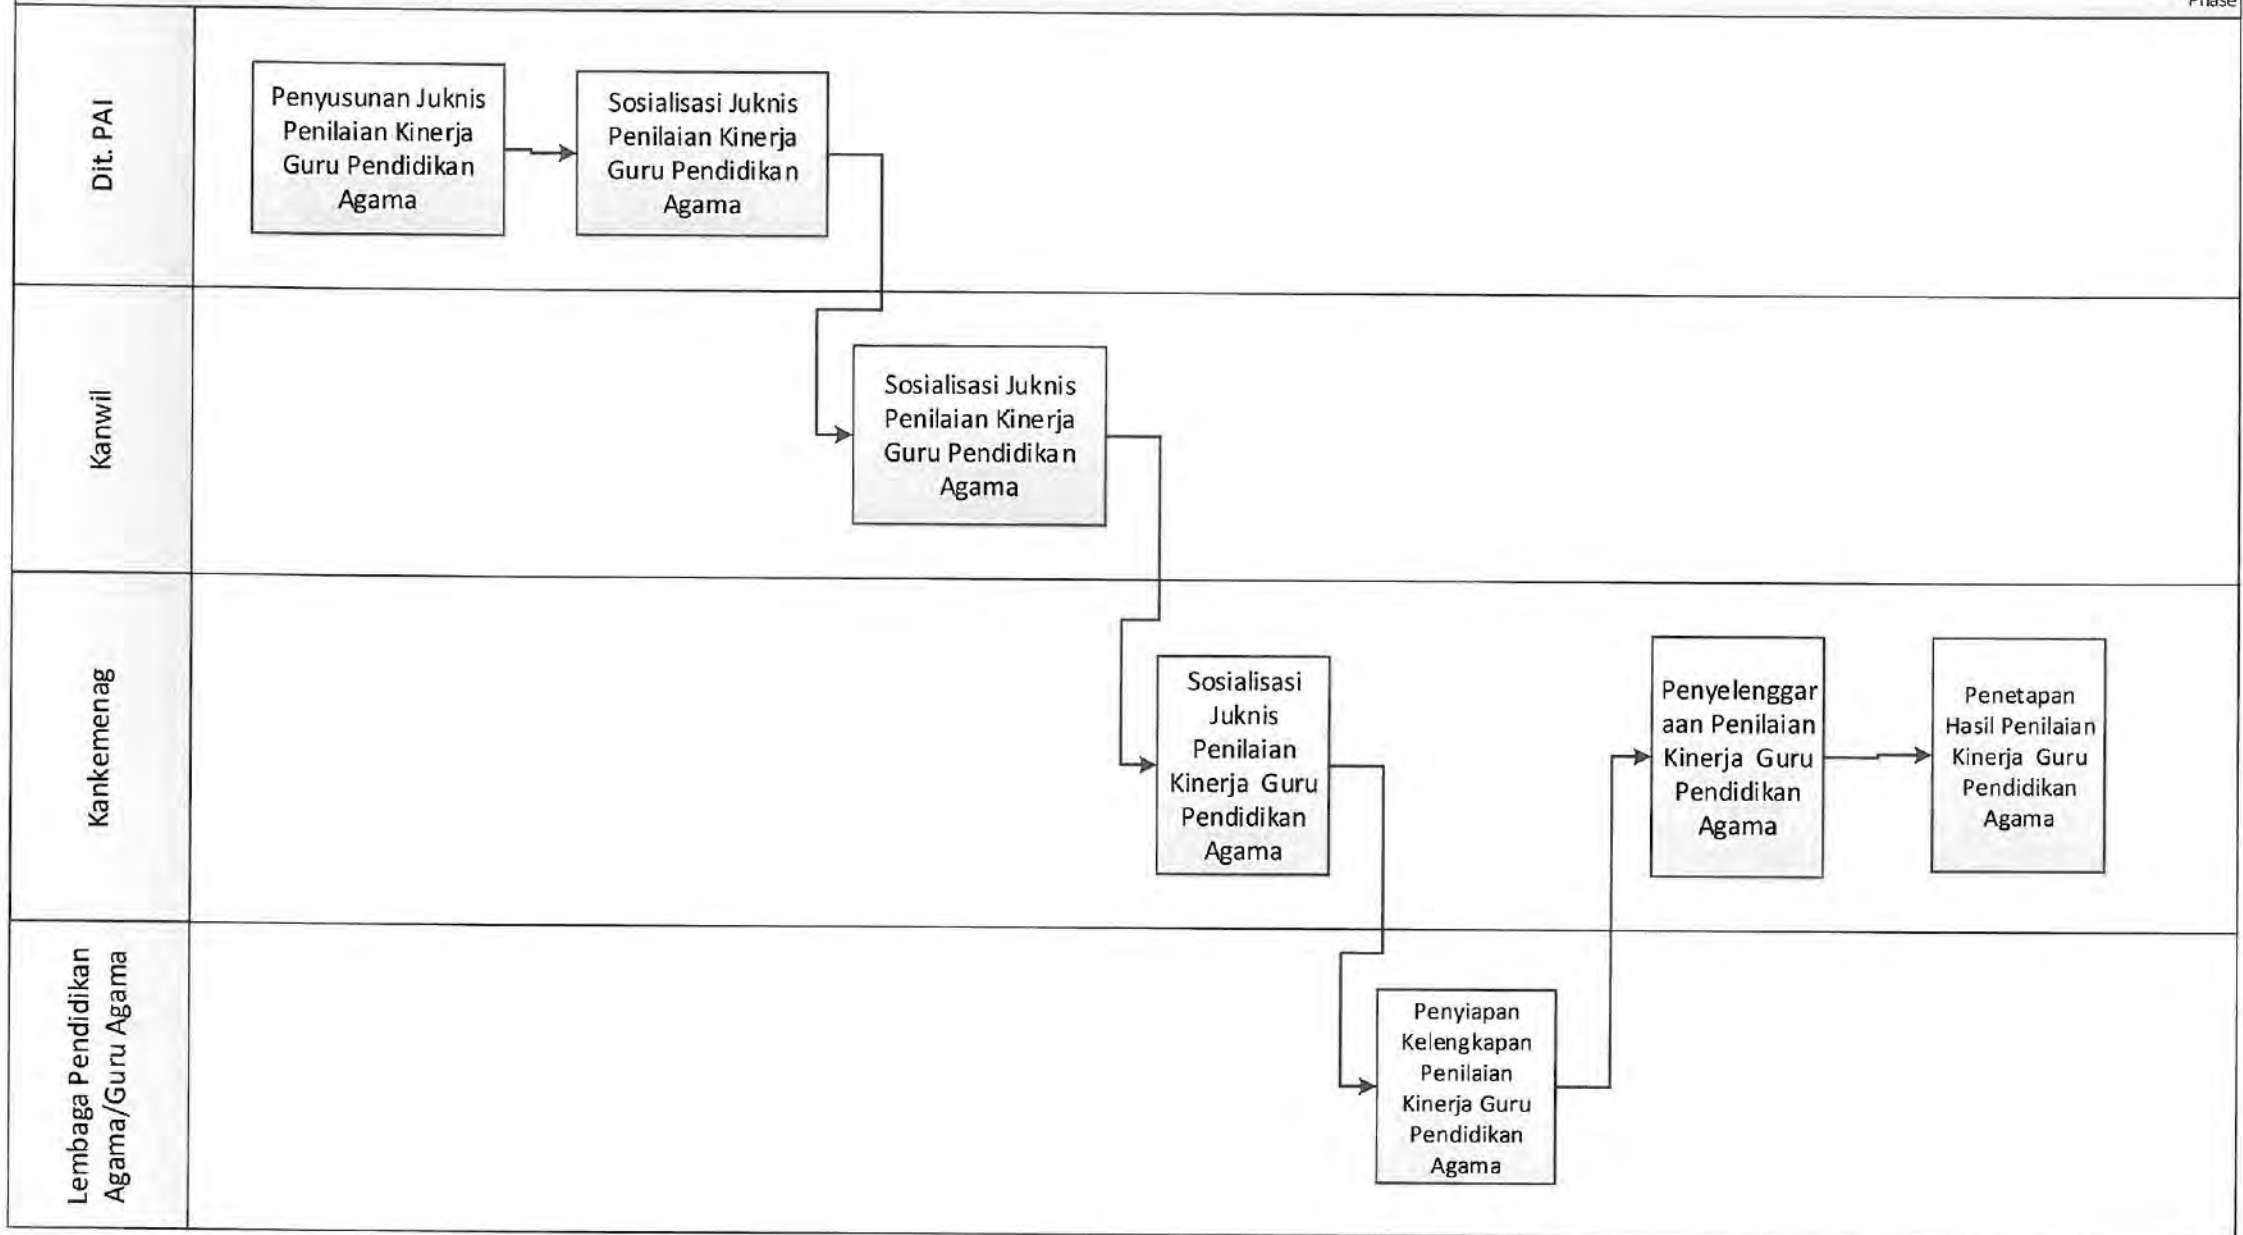 Phase
Dit. PAI
Penyusunan Juknis
Penilaian Kinerja
Guru Pendidikan
Agama
Sosialisasi Juknis
Penilaian Kinerja
Guru Pendidikan
Agama
Kanwil
Sosialisasi Juknis
Penilaian Kinerja
Guru Pendidikan
Agama
Kankemenag
Sosialisasi
Juknis
Penilaian
Kinerja Guru
Pendidikan
Agama
Penyelenggar
aan Penilaian
Kinerja Guru
Pendidikan
Agama
Penetapan
Hasil Penilaian
Kinerja Guru
Pendidikan
Agama
Lembaga Pendidikan
Agama/Guru Agama
Penyiapan
Kelengkapan
Penilaian
Kinerja Guru
Pendidikan
Agama